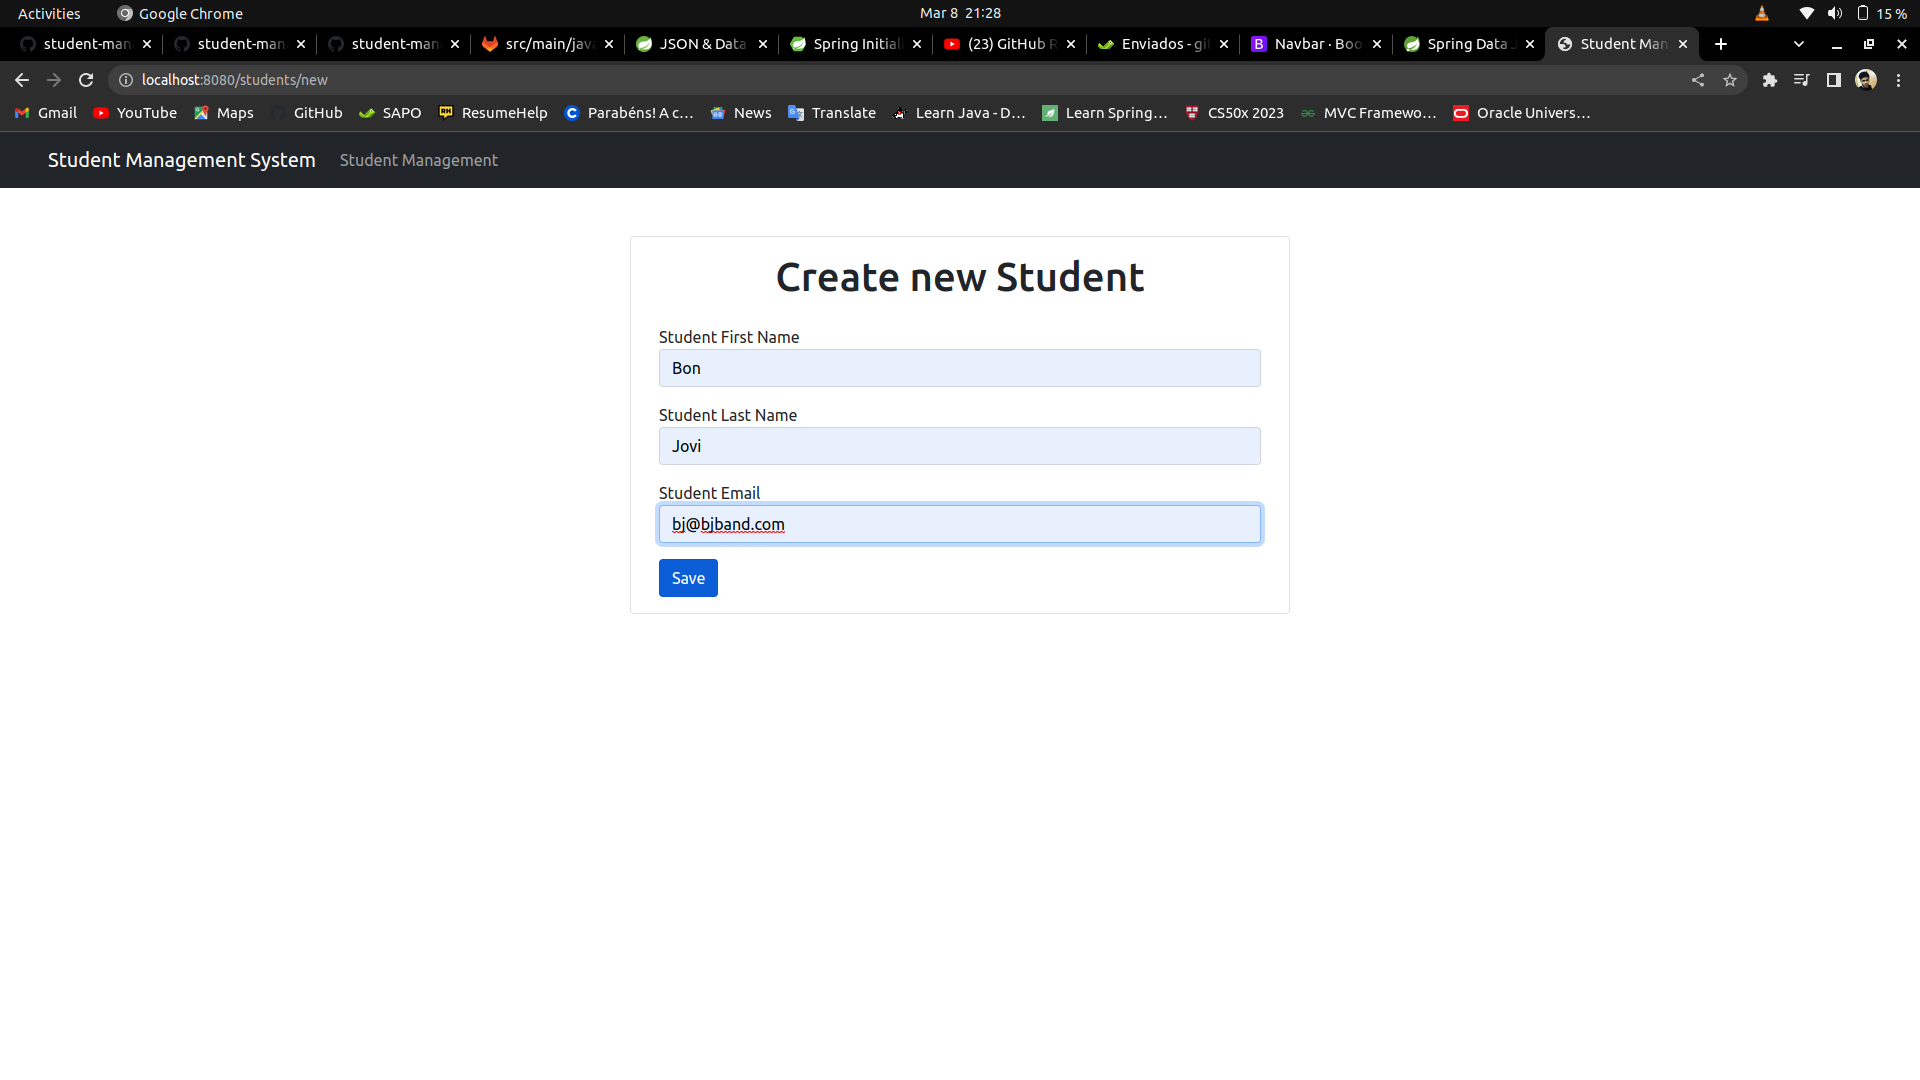 Activities Google Chrome Mar 8 21:28 15 %
student-man student-man student-man src/main/java JSON & Data Spring Initial (23) GitHub R Enviados - git Navbar · Boo Spring Data J Student Man
localhost:8080/students/new
Gmail YouTube Maps GitHub SAPO ResumeHelp Parabéns! A c... News Translate Learn Java - D... Learn Spring... CS50x 2023 MVC Framewo... Oracle Univers...
Student Management System Student Management
Create new Student
Student First Name
Bon
Student Last Name
Jovi
Student Email
bj@bjband.com
Save